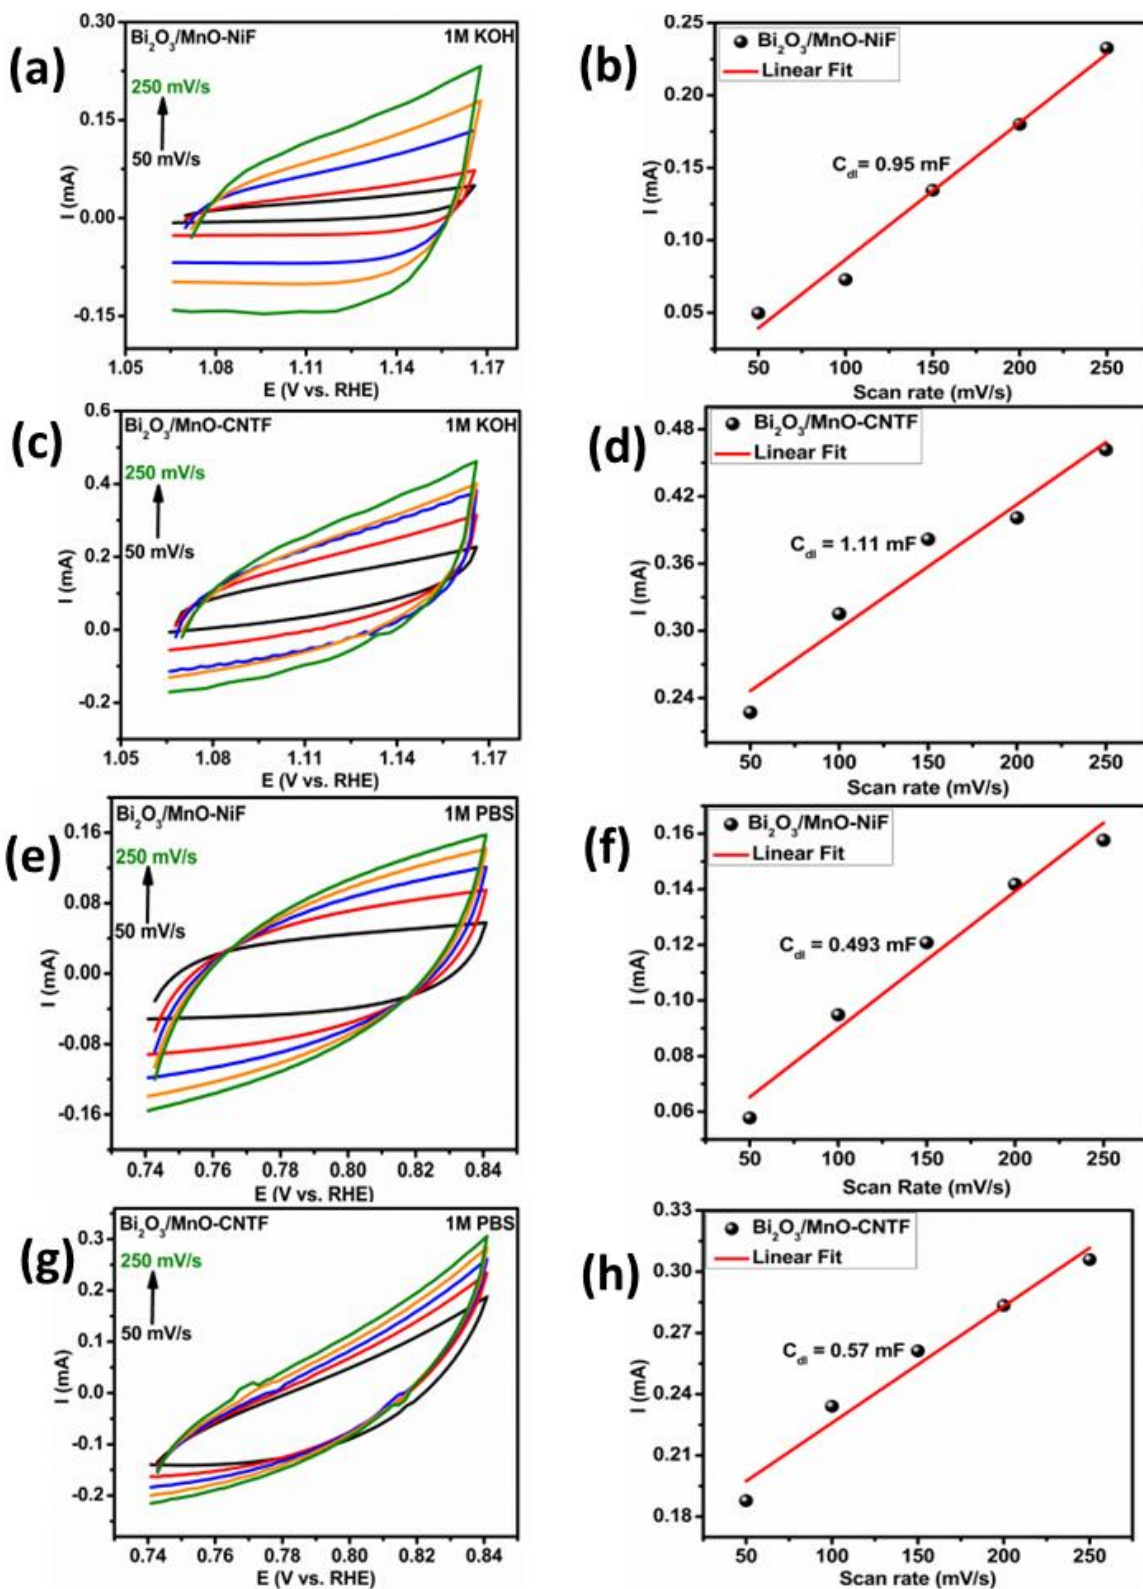 (a)
Bi₂O₃/MnO-NiF
1M KOH
250 mV/s
50 mV/s
I (mA)
0.30
0.15
0.00
-0.15
1.05
1.08
1.11
1.14
1.17
E (V vs. RHE)
(b)
Bi₂O₃/MnO-NiF
Linear Fit
C_dl= 0.95 mF
I (mA)
0.25
0.20
0.15
0.10
0.05
50
100
150
200
250
Scan rate (mV/s)
(c)
Bi₂O₃/MnO-CNTF
1M KOH
250 mV/s
50 mV/s
I (mA)
0.6
0.4
0.2
0.0
-0.2
1.05
1.08
1.11
1.14
1.17
E (V vs. RHE)
(d)
Bi₂O₃/MnO-CNTF
Linear Fit
C_dl = 1.11 mF
I (mA)
0.48
0.42
0.36
0.30
0.24
50
100
150
200
250
Scan rate (mV/s)
(e)
Bi₂O₃/MnO-NiF
1M PBS
250 mV/s
50 mV/s
I (mA)
0.16
0.08
0.00
-0.08
-0.16
0.74
0.76
0.78
0.80
0.82
0.84
E (V vs. RHE)
(f)
Bi₂O₃/MnO-NiF
Linear Fit
C_dl = 0.493 mF
I (mA)
0.16
0.14
0.12
0.10
0.08
0.06
50
100
150
200
250
Scan Rate (mV/s)
(g)
Bi₂O₃/MnO-CNTF
1M PBS
250 mV/s
50 mV/s
I (mA)
0.3
0.2
0.1
0.0
-0.1
-0.2
0.74
0.76
0.78
0.80
0.82
0.84
E (V vs. RHE)
(h)
Bi₂O₃/MnO-CNTF
Linear Fit
C_dl = 0.57 mF
I (mA)
0.33
0.30
0.27
0.24
0.21
0.18
50
100
150
200
250
Scan rate (mV/s)